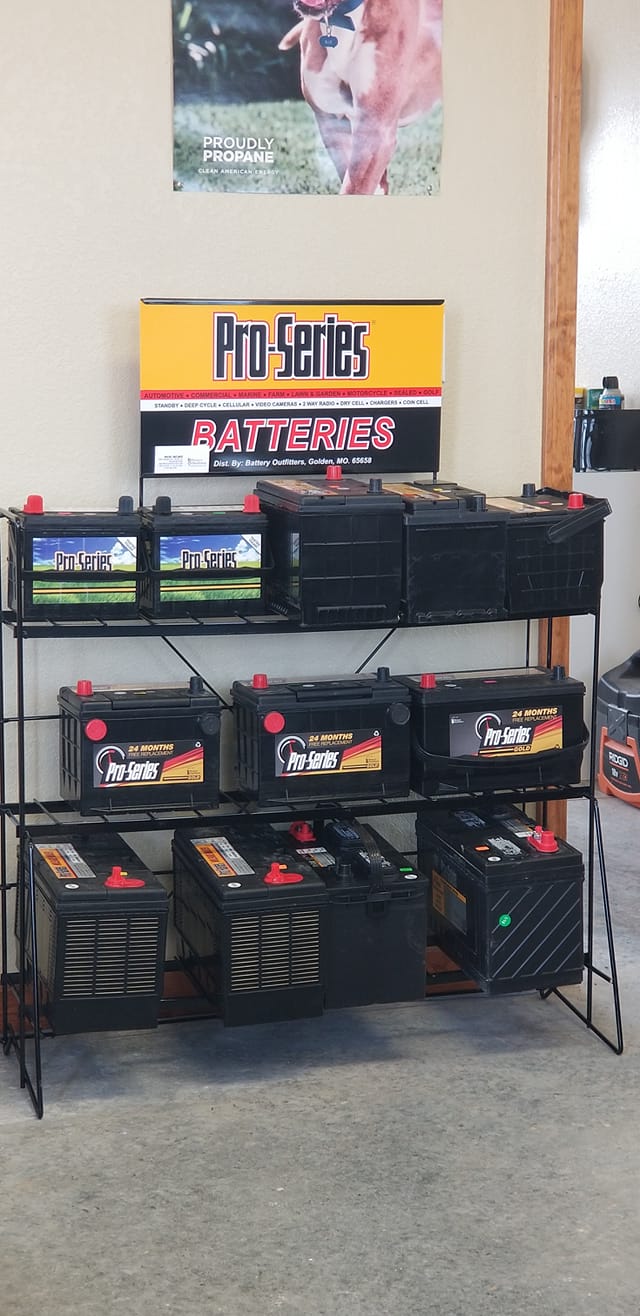 PROUDLY
PROPANE
CLEAN AMERICAN ENERGY
Pro-Series
AUTOMOTIVE • COMMERCIAL • MARINE • FARM • LAWN & GARDEN • MOTORCYCLE • SEALED • GOLF
STANDBY • DEEP CYCLE • CELLULAR • VIDEO CAMERAS • 2 WAY RADIO • DRY CELL • CHARGERS • COIN CELL
BATTERIES
Dist. By: Battery Outfitters, Golden, MO. 65658
Pro-Series
Pro-Series
24 MONTHS
FREE REPLACEMENT
Pro-Series
GOLD
24 MONTHS
FREE REPLACEMENT
Pro-Series
GOLD
24 MONTHS
FREE REPLACEMENT
Pro-Series
GOLD
RIDGID